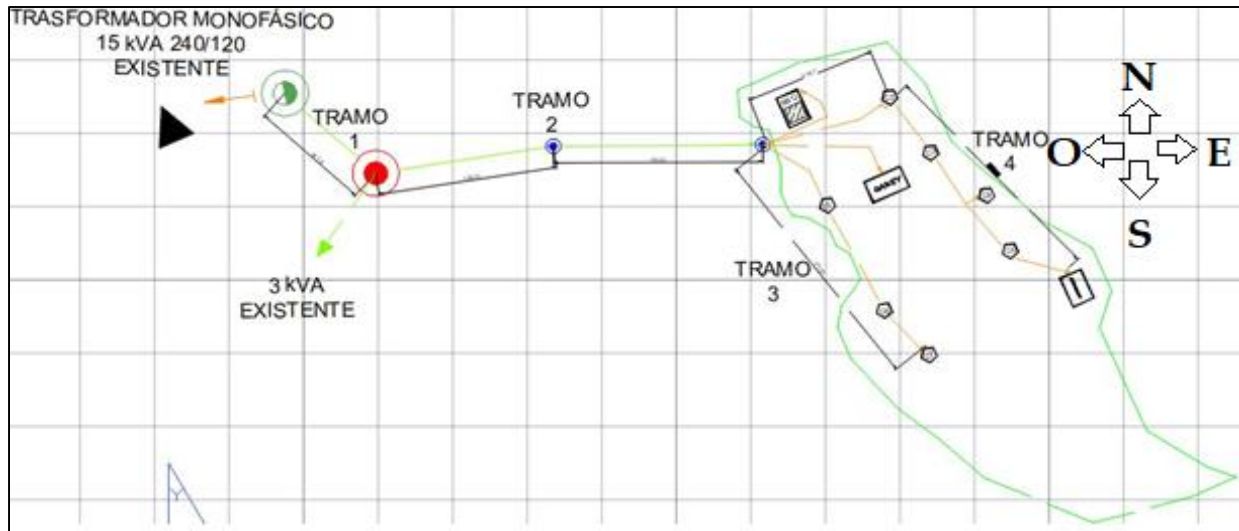 TRASFORMADOR MONOFÁSICO
15 kVA 240/120
EXISTENTE
TRAMO
1
TRAMO
2
3 kVA
EXISTENTE
TRAMO
3
TRAMO
4
N
O
E
S